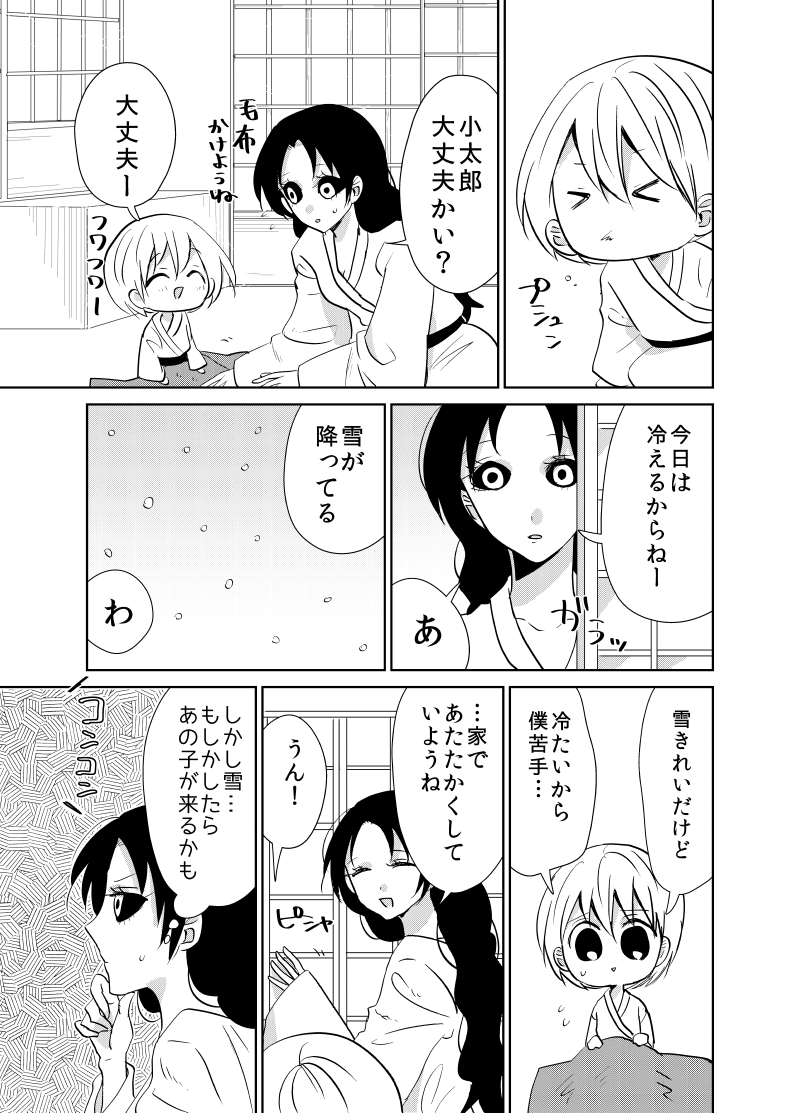 プシュン
小太郎
大丈夫かい？
毛布
かけようね
大丈夫ー
フワフワー
今日は
冷えるからねー
ガラッ
あ
雪が
降ってる
わ
雪きれいだけど
冷たいから
僕苦手…
…家で
あたたかくして
いようね
うん！
ピシャ
しかし雪…
もしかしたら
あの子が来るかも
コンコン